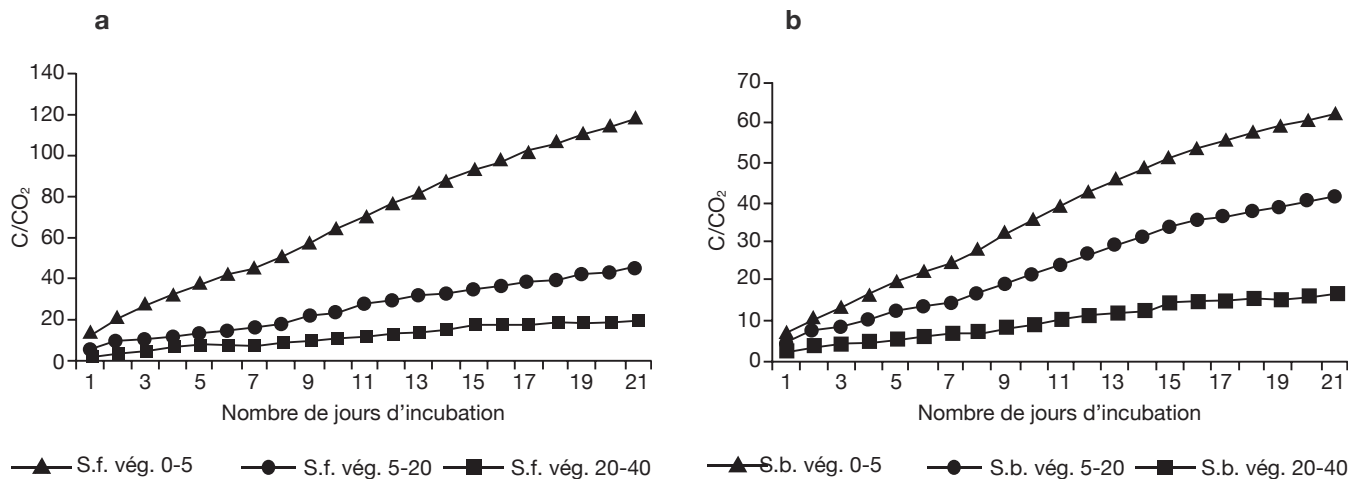 a
140
120
100
80
60
40
20
0
C/CO₂
1 3 5 7 9 11 13 15 17 19 21
Nombre de jours d'incubation
S.f. vég. 0-5 S.f. vég. 5-20 S.f. vég. 20-40
b
70
60
50
40
30
20
10
0
C/CO₂
1 3 5 7 9 11 13 15 17 19 21
Nombre de jours d'incubation
S.b. vég. 0-5 S.b. vég. 5-20 S.b. vég. 20-40